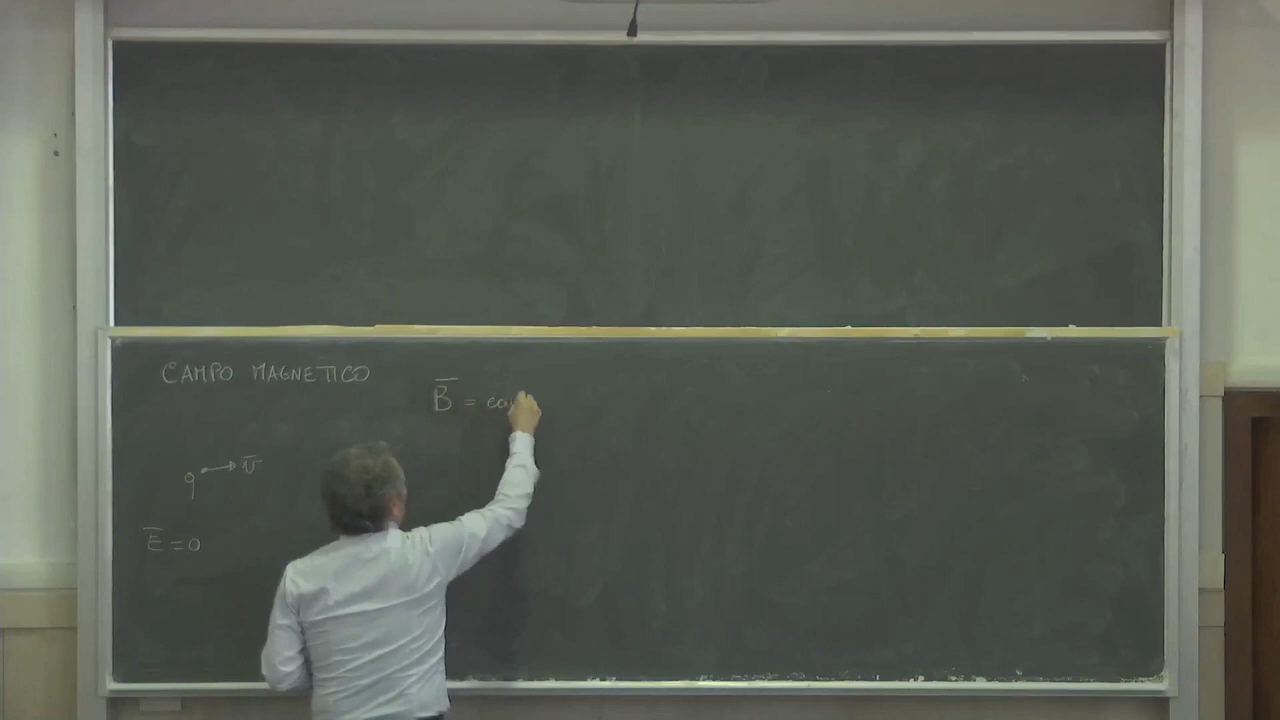 CAMPO MAGNETICO
B̅ = co
q v̅
E̅ = 0